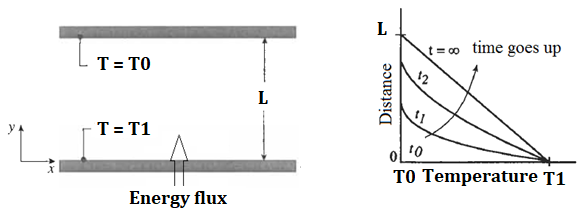 T = T0
L
T = T1
y
x
Energy flux
L
t = ∞ time goes up
t2
t1
t0
Distance
0
T0 Temperature T1